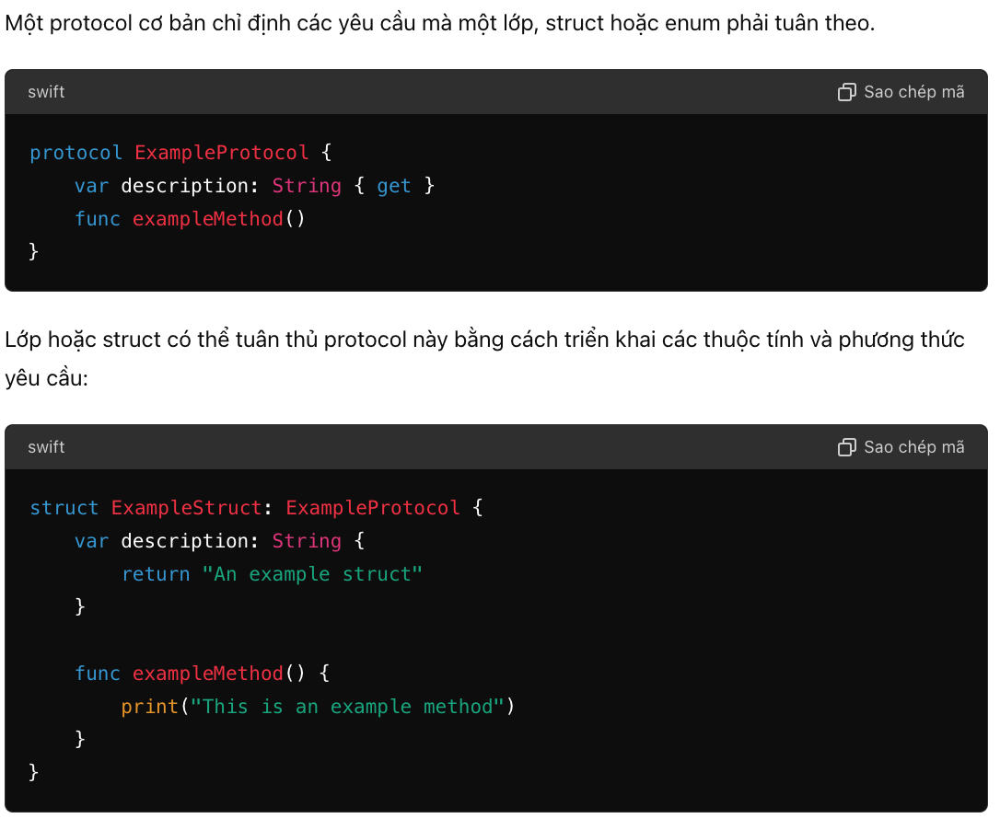 Một protocol cơ bản chỉ định các yêu cầu mà một lớp, struct hoặc enum phải tuân theo.
swift
Sao chép mã
protocol ExampleProtocol {
    var description: String { get }
    func exampleMethod()
}
Lớp hoặc struct có thể tuân thủ protocol này bằng cách triển khai các thuộc tính và phương thức
yêu cầu:
swift
Sao chép mã
struct ExampleStruct: ExampleProtocol {
    var description: String {
        return "An example struct"
    }
    func exampleMethod() {
        print("This is an example method")
    }
}